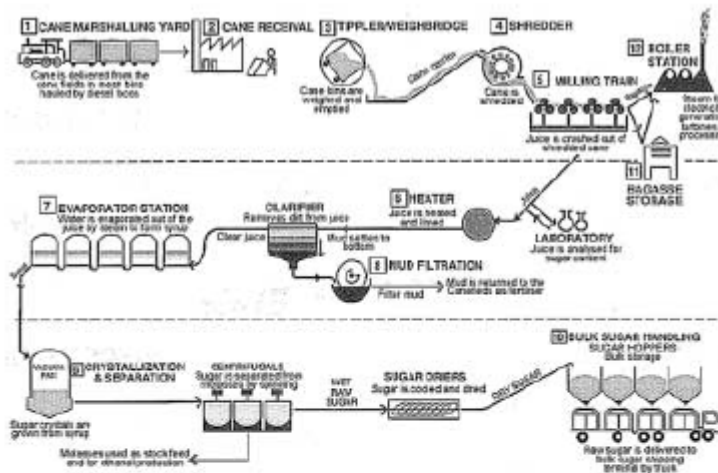 1 CANE MARSHALLING YARD
Cane is delivered from the
cane fields in mesh bins
hauled by diesel locos
2 CANE RECEIVAL
3 TIPPLER/WEIGHBRIDGE
Cane bins are
weighed and
emptied
Cane carrier
4 SHREDDER
Cane is
shredded
5 MILLING TRAIN
Juice is crushed out of
shredded cane
BOILER
STATION
Steam
11
BAGASSE
STORAGE
7 EVAPORATOR STATION
Water is evaporated out of the
juice by steam to form syrup
CLARIFIER
Removes dirt from juice
Clear juice
Mud settles to
bottom
6 HEATER
Juice is heated
and limed
Juice
LABORATORY
Juice is analysed for
sugar content
8 MUD FILTRATION
Mud is returned to the
Canefields as fertiliser
Filter mud
VACUUM
PAN
9 CRYSTALLIZATION
& SEPARATION
Sugar crystals are
grown from syrup
CENTRIFUGALS
Sugar is separated from
molasses by spinning
Molasses used as stockfeed
and for ethanol production
WET
RAW
SUGAR
SUGAR DRIERS
Sugar is cooled and dried
DRY SUGAR
10 BULK SUGAR HANDLING
SUGAR HOPPERS
Bulk storage
Raw sugar is delivered to
bulk sugar shipping
terminal by truck